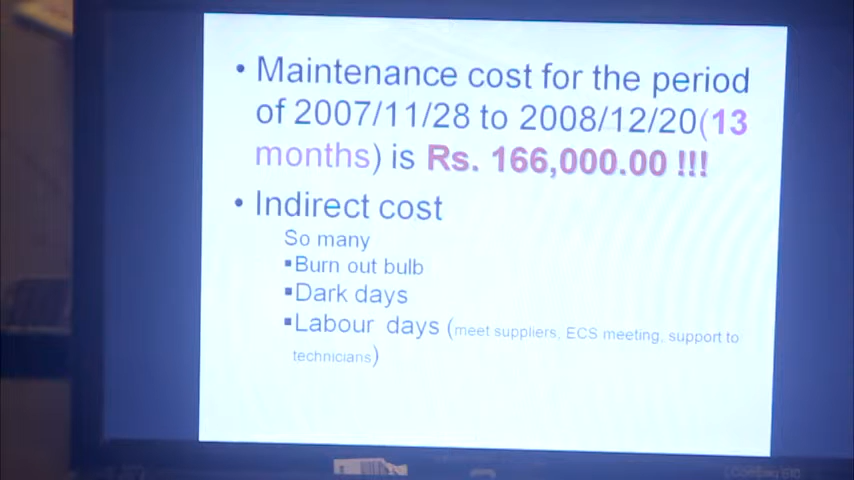 • Maintenance cost for the period
of 2007/11/28 to 2008/12/20(13
months) is Rs. 166,000.00 !!!
• Indirect cost
So many
▪Burn out bulb
▪Dark days
▪Labour days (meet suppliers, ECS meeting, support to
technicians)